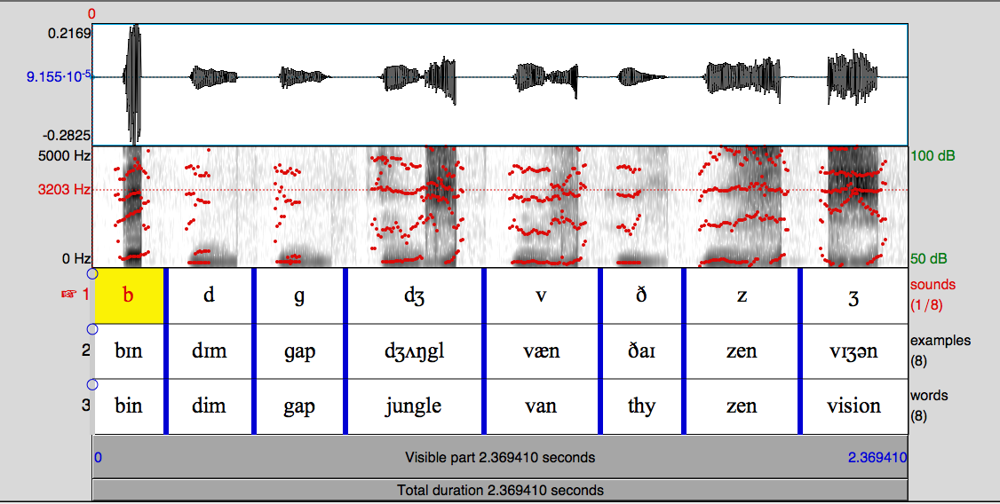 0
0.2169
9.155·10⁻⁵
-0.2825
5000 Hz 100 dB
3203 Hz
0 Hz 50 dB
☞ 1 b d ɡ dʒ v ð z ʒ sounds
(1/8)
2 bɪn dɪm ɡap dʒʌŋgl væn ðaɪ zen vɪʒən examples
(8)
3 bin dim gap jungle van thy zen vision words
(8)
0 Visible part 2.369410 seconds 2.369410
Total duration 2.369410 seconds